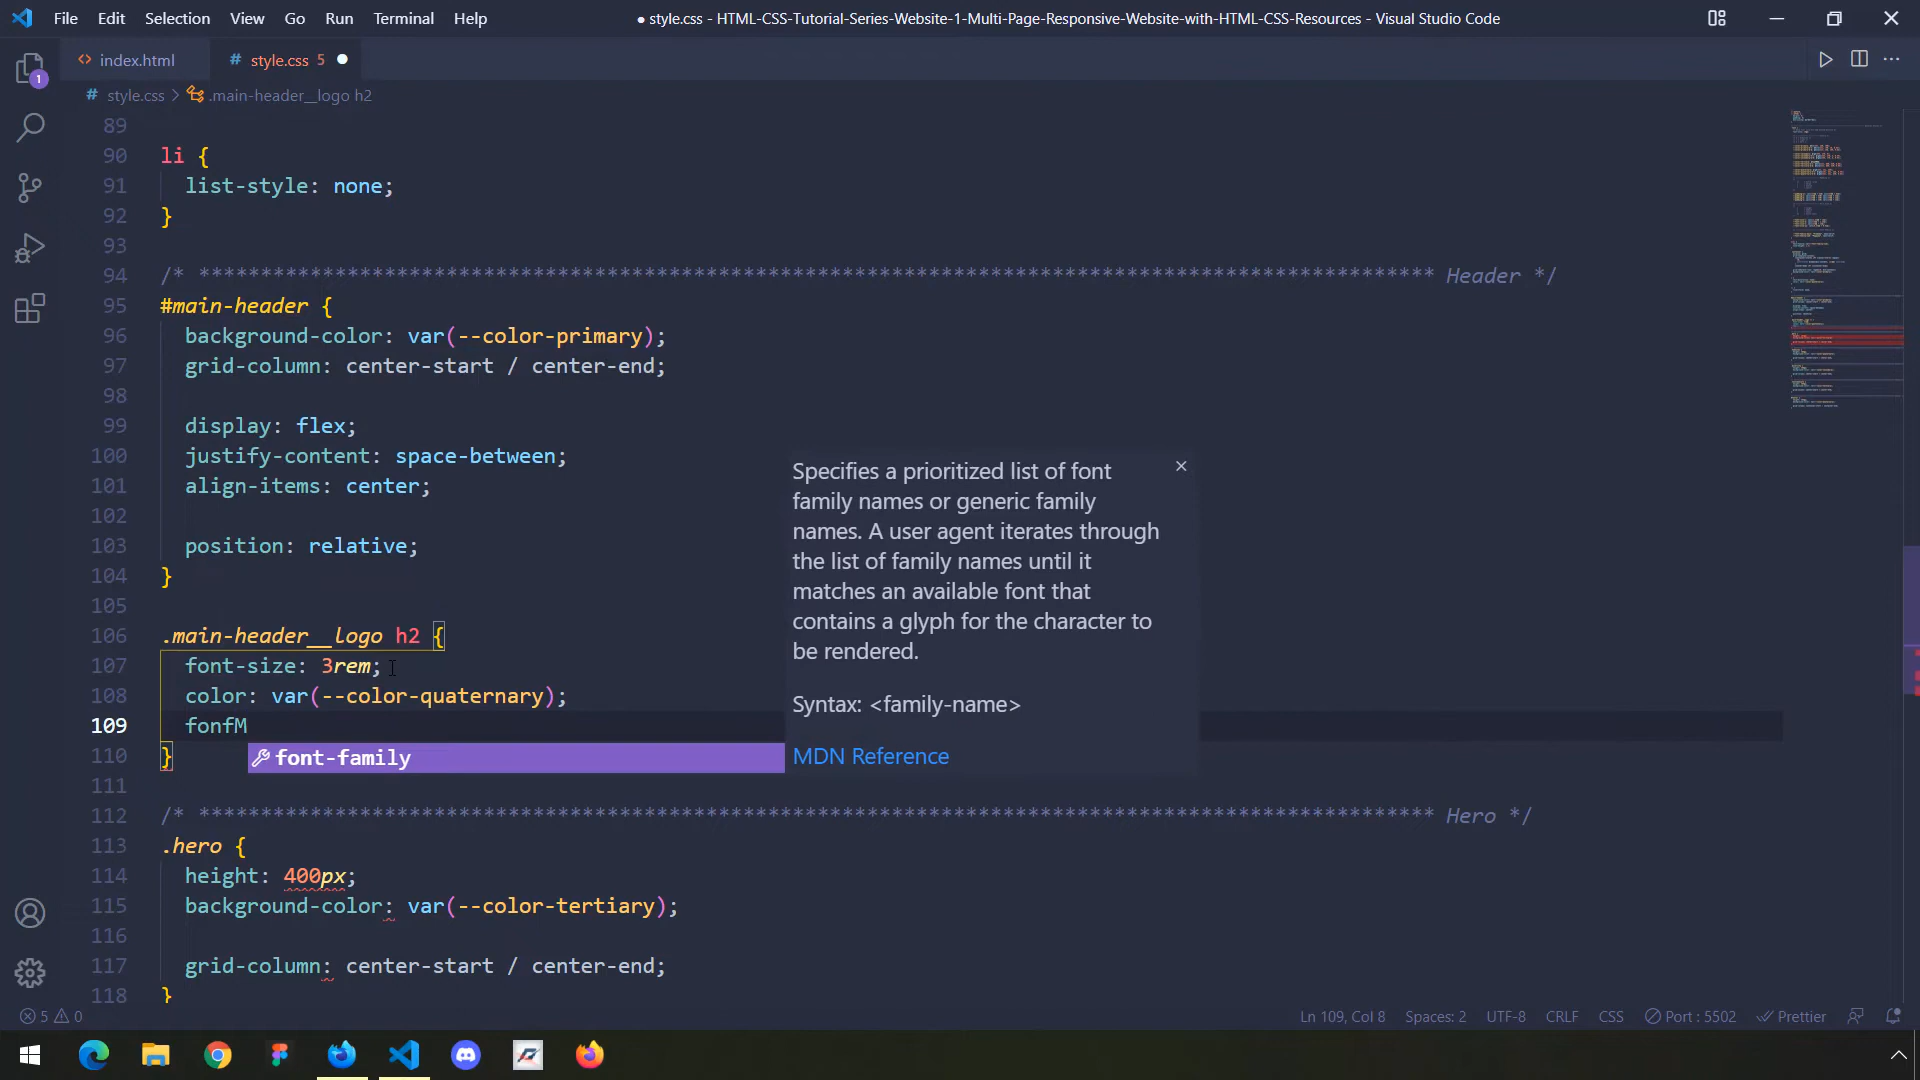 File Edit Selection View Go Run Terminal Help
● style.css - HTML-CSS-Tutorial-Series-Website-1-Multi-Page-Responsive-Website-with-HTML-CSS-Resources - Visual Studio Code
<> index.html # style.css 5 ●
# style.css > .main-header__logo h2
1
89
90 li {
91 list-style: none;
92 }
93
94 /* **************************************************************************************************** Header */
95 #main-header {
96 background-color: var(--color-primary);
97 grid-column: center-start / center-end;
98
99 display: flex;
100 justify-content: space-between;
101 align-items: center;
102
103 position: relative;
104 }
105
106 .main-header__logo h2 {
107 font-size: 3rem;
108 color: var(--color-quaternary);
109 fonfM
110 }
font-family
Specifies a prioritized list of font
family names or generic family
names. A user agent iterates through
the list of family names until it
matches an available font that
contains a glyph for the character to
be rendered.
Syntax: <family-name>
MDN Reference
111
112 /* **************************************************************************************************** Hero */
113 .hero {
114 height: 400px;
115 background-color: var(--color-tertiary);
116
117 grid-column: center-start / center-end;
118 }
5 0 Ln 109, Col 8 Spaces: 2 UTF-8 CRLF CSS Port : 5502 Prettier